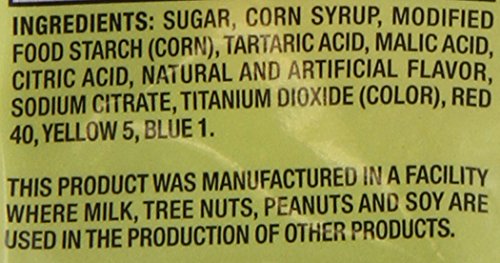 INGREDIENTS: SUGAR, CORN SYRUP, MODIFIED
FOOD STARCH (CORN), TARTARIC ACID, MALIC ACID,
CITRIC ACID, NATURAL AND ARTIFICIAL FLAVOR,
SODIUM CITRATE, TITANIUM DIOXIDE (COLOR), RED
40, YELLOW 5, BLUE 1.
THIS PRODUCT WAS MANUFACTURED IN A FACILITY
WHERE MILK, TREE NUTS, PEANUTS AND SOY ARE
USED IN THE PRODUCTION OF OTHER PRODUCTS.